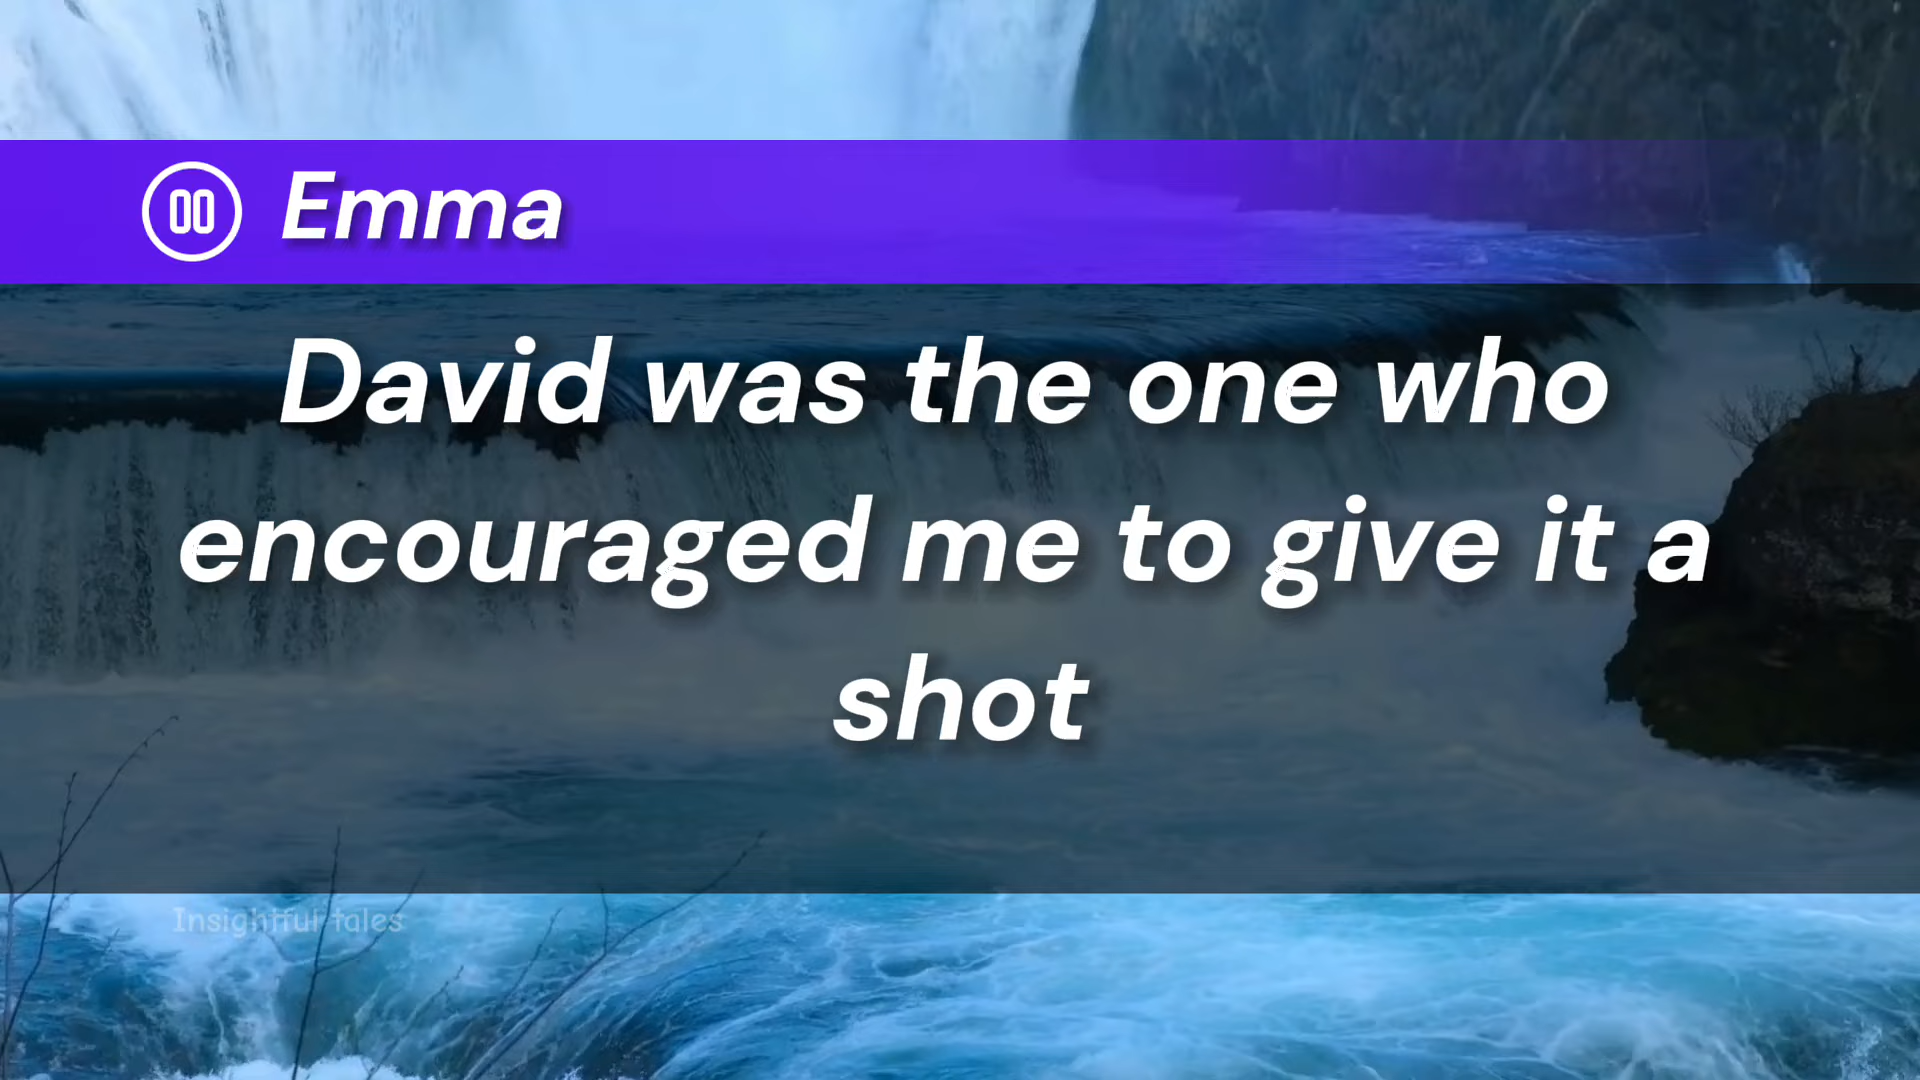 Emma
David was the one who
encouraged me to give it a
shot
Insightful tales